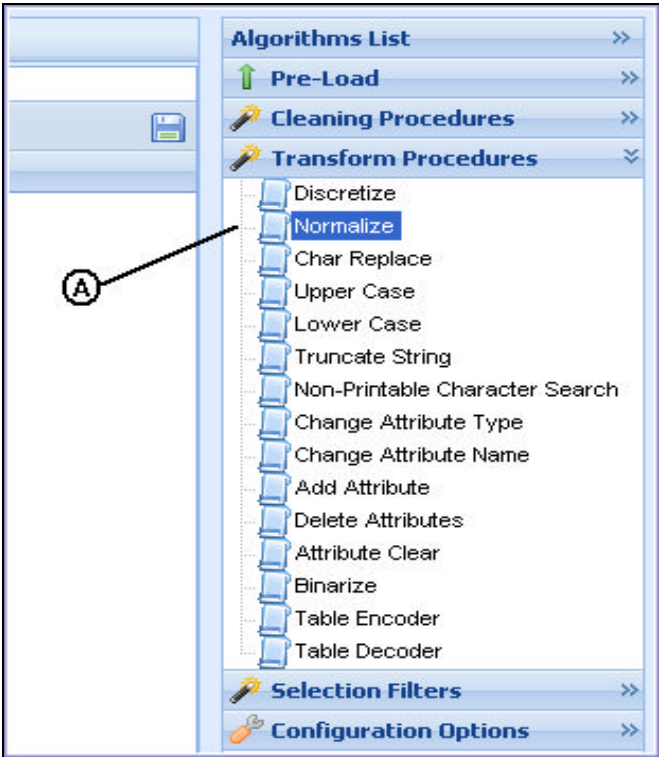 Algorithms List
Pre-Load
Cleaning Procedures
Transform Procedures
Discretize
Normalize
A
Char Replace
Upper Case
Lower Case
Truncate String
Non-Printable Character Search
Change Attribute Type
Change Attribute Name
Add Attribute
Delete Attributes
Attribute Clear
Binarize
Table Encoder
Table Decoder
Selection Filters
Configuration Options